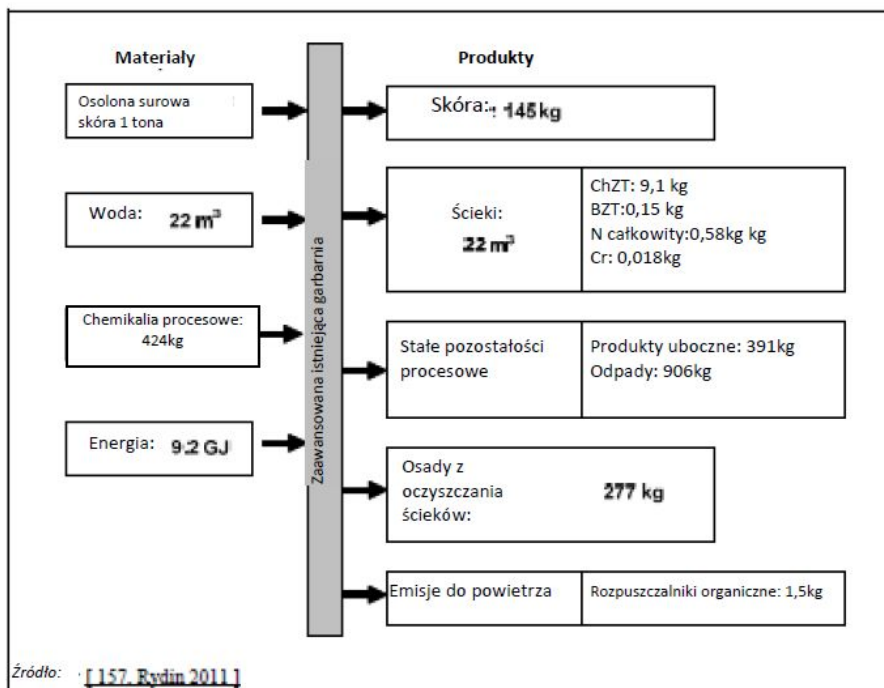 Materiały
Osolona surowa
skóra 1 tona
Woda: 22 m³
Chemikalia procesowe:
424kg
Energia: 9.2 GJ
Zaawansowana istniejąca garbarnia
Produkty
Skóra: 145 kg
Ścieki:
22 m³
ChZT: 9,1 kg
BZT:0,15 kg
N całkowity:0,58kg kg
Cr: 0,018kg
Stałe pozostałości
procesowe
Produkty uboczne: 391kg
Odpady: 906kg
Osady z
oczyszczania
ścieków:
277 kg
Emisje do powietrza
Rozpuszczalniki organiczne: 1,5kg
Źródło: [ 157. Rydin 2011 ]